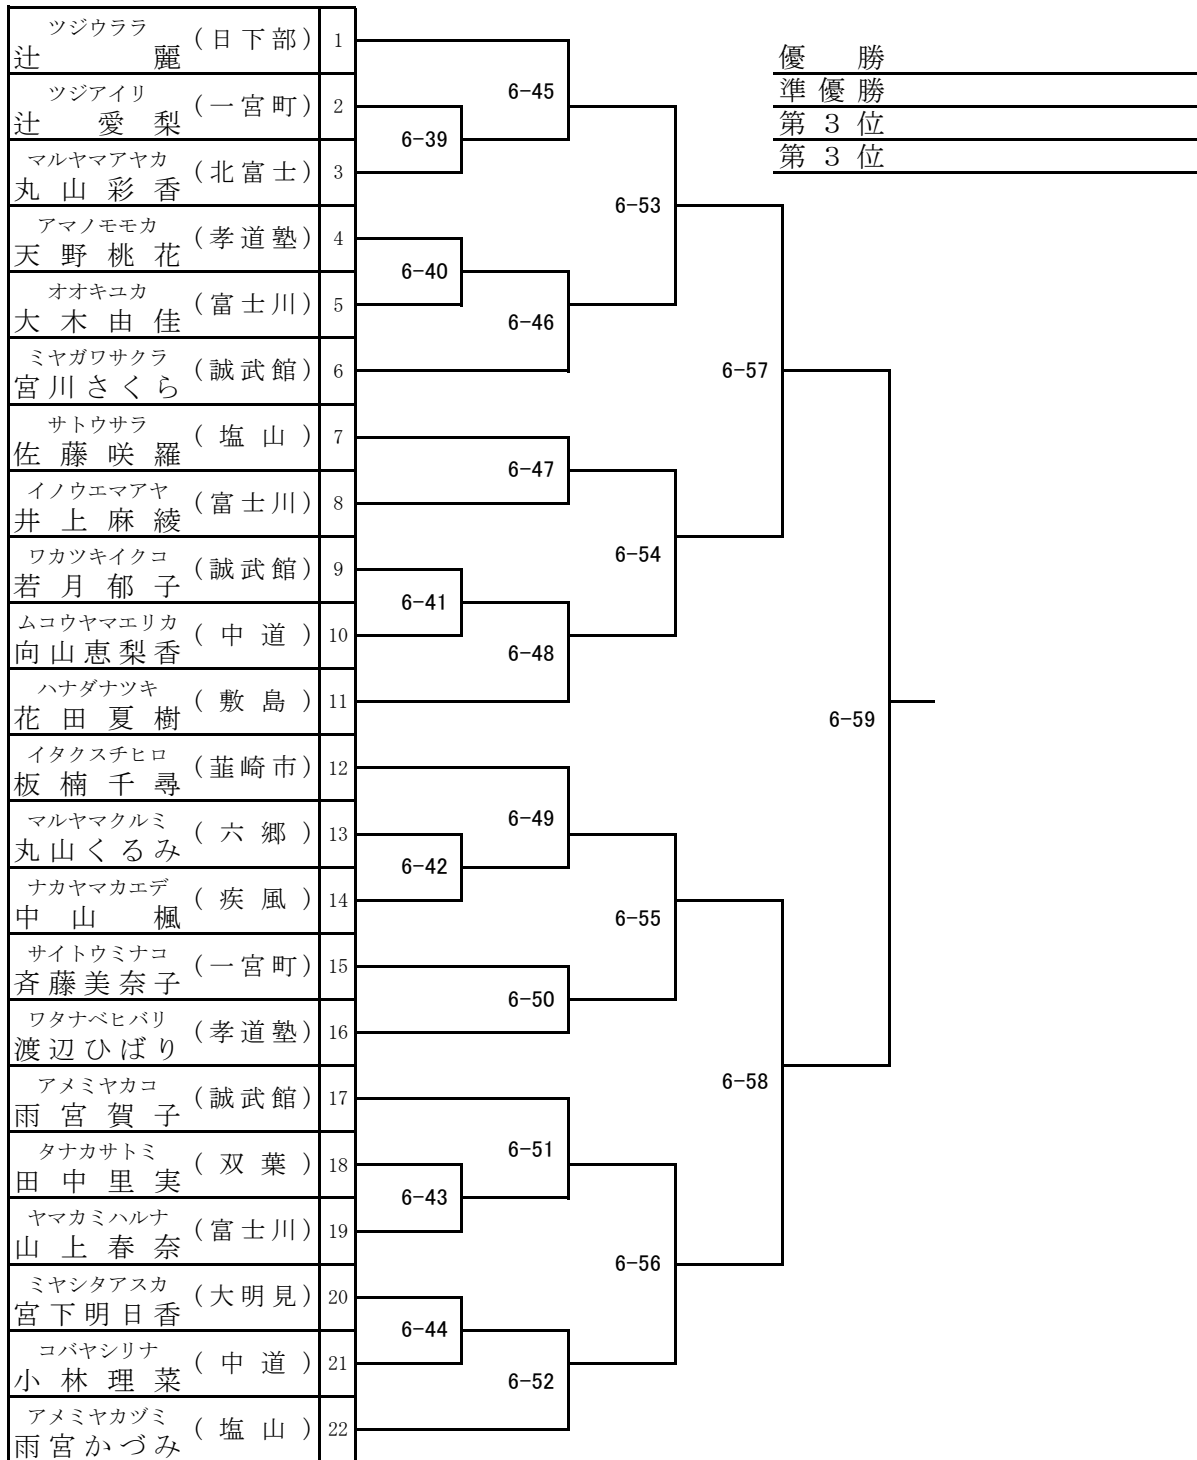 ツジウララ
辻 麗 (日下部) 1
ツジアイリ
辻 愛 梨 (一宮町) 2
マルヤマアヤカ
丸 山 彩 香 (北富士) 3
アマノモモカ
天 野 桃 花 (孝道塾) 4
オオキユカ
大 木 由 佳 (富士川) 5
ミヤガワサクラ
宮川さくら (誠武館) 6
サトウサラ
佐 藤 咲 羅 (塩 山) 7
イノウエマアヤ
井 上 麻 綾 (富士川) 8
ワカツキイクコ
若 月 郁 子 (誠武館) 9
ムコウヤマエリカ
向山恵梨香 (中 道) 10
ハナダナツキ
花 田 夏 樹 (敷 島) 11
イタクスチヒロ
板 楠 千 尋 (韮崎市) 12
マルヤマクルミ
丸山くるみ (六 郷) 13
ナカヤマカエデ
中 山 楓 (疾 風) 14
サイトウミナコ
斉藤美奈子 (一宮町) 15
ワタナベヒバリ
渡辺ひばり (孝道塾) 16
アメミヤカコ
雨 宮 賀 子 (誠武館) 17
タナカサトミ
田 中 里 実 (双 葉) 18
ヤマカミハルナ
山 上 春 奈 (富士川) 19
ミヤシタアスカ
宮下明日香 (大明見) 20
コバヤシリナ
小 林 理 菜 (中 道) 21
アメミヤカヅミ
雨宮かづみ (塩 山) 22
6-39
6-40
6-41
6-42
6-43
6-44
6-45
6-46
6-47
6-48
6-49
6-50
6-51
6-52
6-53
6-54
6-55
6-56
6-57
6-58
6-59
優 勝
準 優 勝
第 3 位
第 3 位